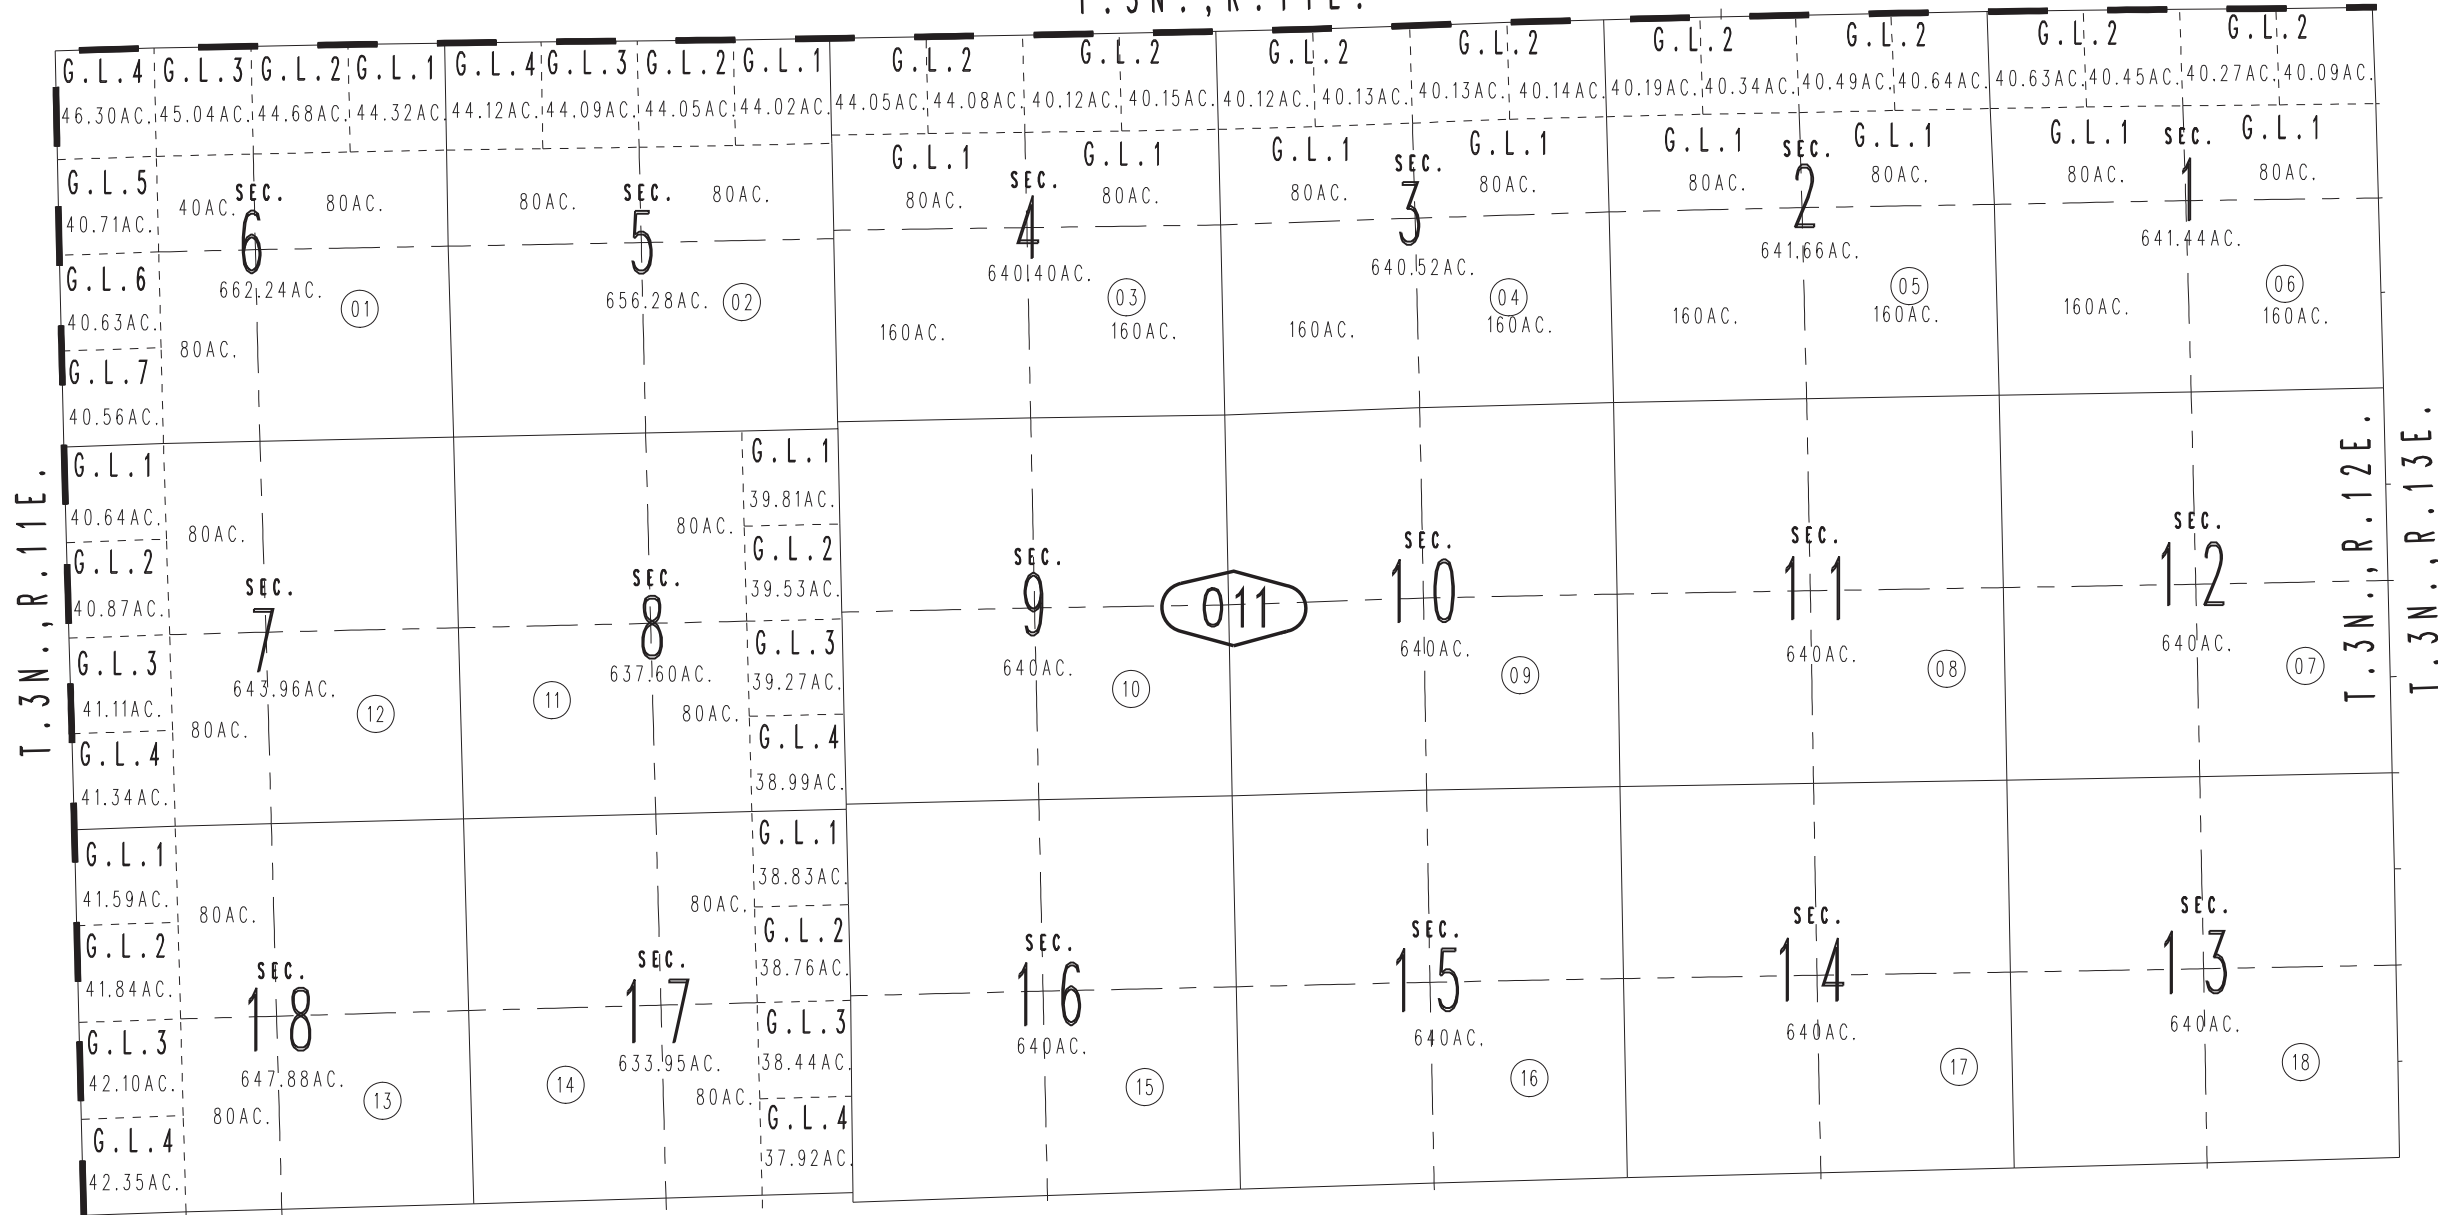 G.L.4 G.L.3 G.L.2 G.L.1 G.L.4 G.L.3 G.L.2 G.L.1 G.L.2 G.L.2 G.L.2 G.L.2 G.L.2 G.L.2 G.L.2 G.L.2
46.30AC. 45.04AC. 44.68AC. 44.32AC. 44.12AC. 44.09AC. 44.05AC. 44.02AC. 44.05AC. 44.08AC. 40.12AC. 40.15AC. 40.12AC. 40.13AC. 40.13AC. 40.14AC. 40.19AC. 40.34AC. 40.49AC. 40.64AC. 40.63AC. 40.45AC. 40.27AC. 40.09AC.
G.L.1 G.L.1 G.L.1 G.L.1 G.L.1 G.L.1 G.L.1 G.L.1
G.L.5
40.71AC.
40AC. SEC. 80AC. 80AC. SEC. 80AC. 80AC. SEC. 80AC. 80AC. SEC. 80AC. 80AC. SEC. 80AC. 80AC. SEC. 80AC.
6 5 4 3 2 1
662.24AC. 656.28AC. 640.40AC. 640.52AC. 641.66AC. 641.44AC.
01 02 03 04 05 06
G.L.6
40.63AC.
80AC. 160AC. 160AC. 160AC. 160AC. 160AC. 160AC. 160AC. 160AC.
G.L.7
40.56AC.
T.3N.,R.11E.
T.3N.,R.12E.
T.3N.,R.13E.
G.L.1 G.L.1
40.64AC. 39.81AC.
80AC. 80AC.
G.L.2 G.L.2
40.87AC. 39.53AC.
SEC. SEC. SEC. SEC. SEC. SEC.
7 8 9 011 10 11 12
G.L.3 G.L.3
643.96AC. 637.60AC. 640AC. 640AC. 640AC. 640AC.
41.11AC. 39.27AC.
12 11 10 09 08 07
80AC. 80AC.
G.L.4 G.L.4
41.34AC. 38.99AC.
G.L.1 G.L.1
41.59AC. 38.83AC.
80AC. 80AC.
G.L.2 G.L.2
41.84AC. 38.76AC.
SEC. SEC. SEC. SEC. SEC. SEC.
18 17 16 15 14 13
G.L.3 G.L.3
42.10AC. 38.44AC.
647.88AC. 633.95AC. 640AC. 640AC. 640AC. 640AC.
13 14 15 16 17 18
80AC. 80AC.
G.L.4 G.L.4
42.35AC. 37.92AC.